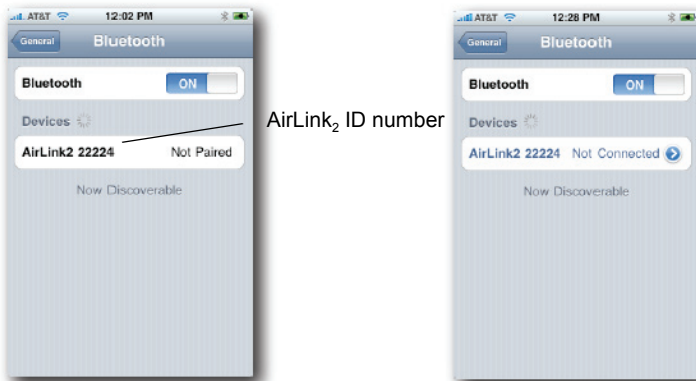 AT&T 12:02 PM
General Bluetooth
Bluetooth ON
Devices
AirLink2 22224 Not Paired
Now Discoverable
AirLink₂ ID number
AT&T 12:28 PM
General Bluetooth
Bluetooth ON
Devices
AirLink2 22224 Not Connected
Now Discoverable